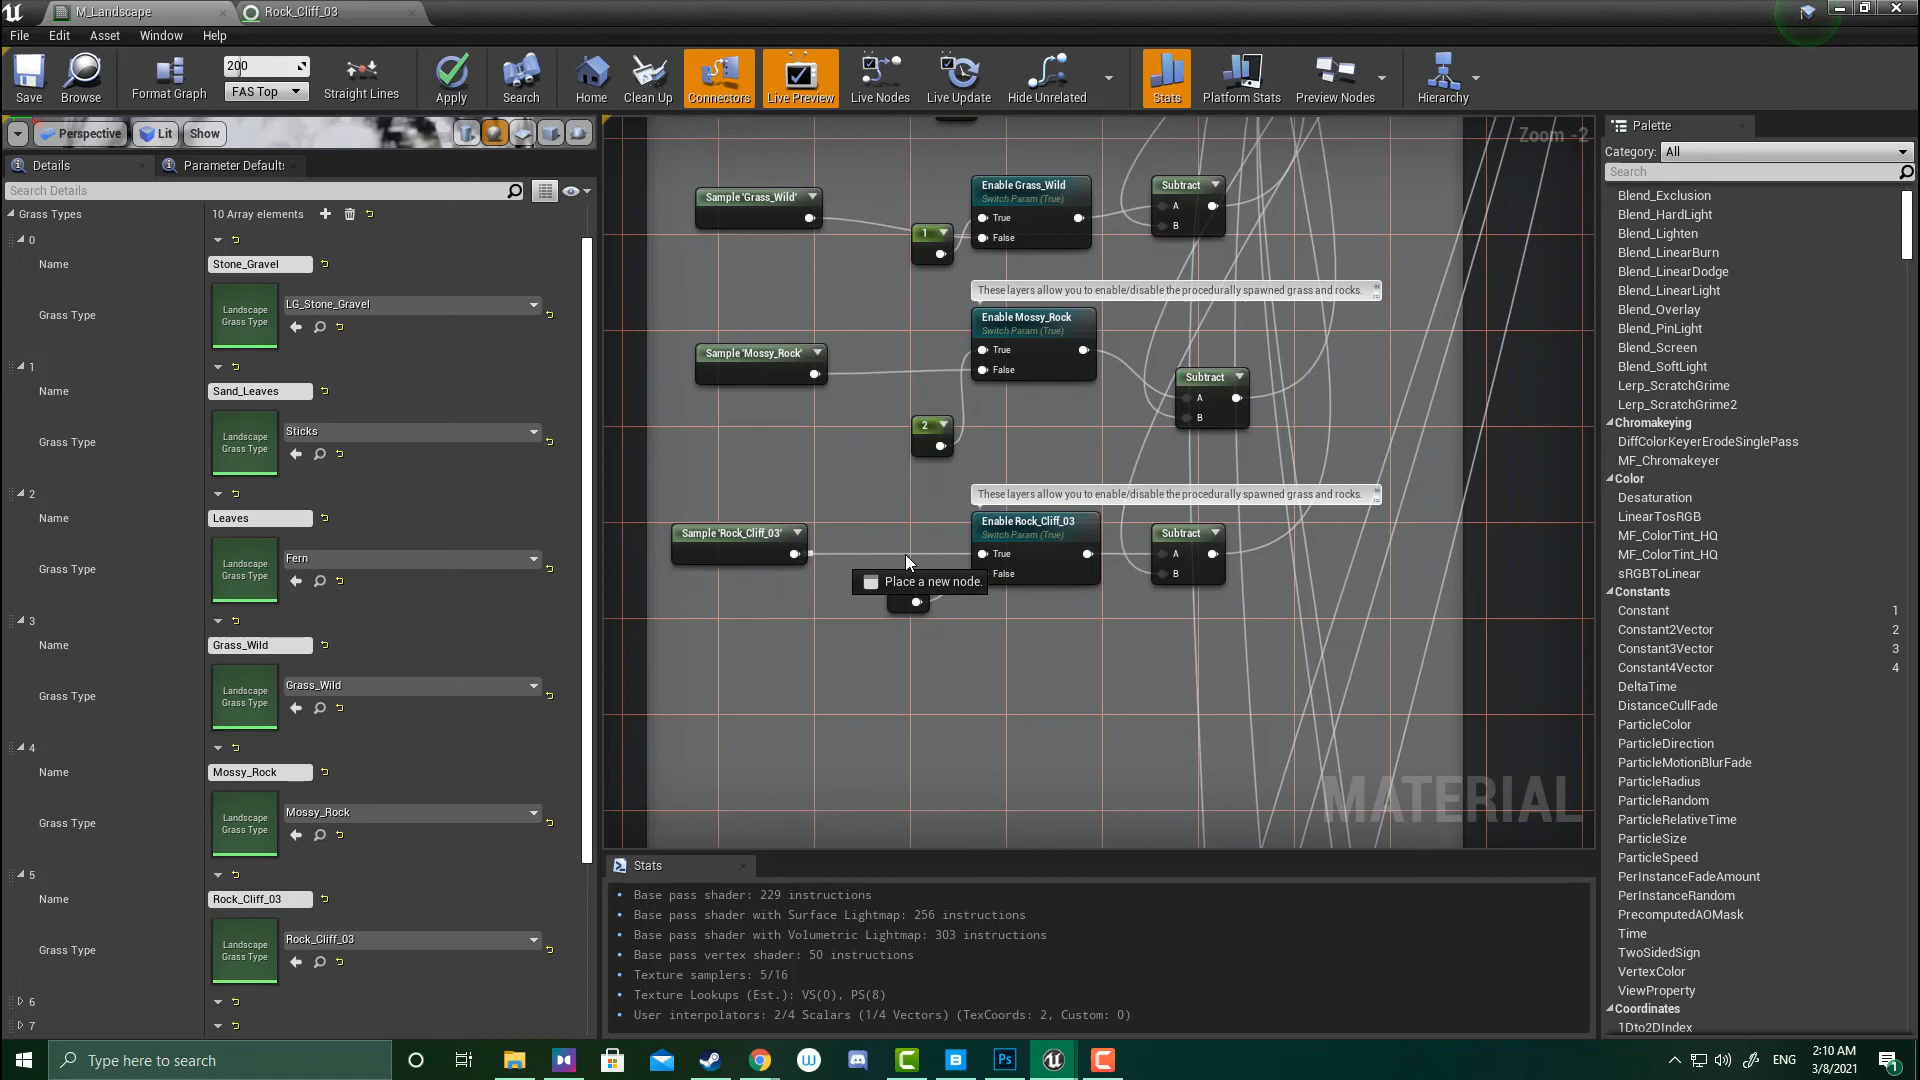 M_Landscape
Rock_Cliff_03
File Edit Asset Window Help
Save
Browse
Format Graph
200
FAS Top
Straight Lines
Apply
Search
Home
Clean Up
Connectors
Live Preview
Live Nodes
Live Update
Hide Unrelated
Stats
Platform Stats
Preview Nodes
Hierarchy
Perspective
Lit
Show
Details
Parameter Default:
Search Details
Grass Types
10 Array elements
0
Name
Stone_Gravel
Grass Type
Landscape
Grass Type
LG_Stone_Gravel
1
Name
Sand_Leaves
Grass Type
Landscape
Grass Type
Sticks
2
Name
Leaves
Grass Type
Landscape
Grass Type
Fern
3
Name
Grass_Wild
Grass Type
Landscape
Grass Type
Grass_Wild
4
Name
Mossy_Rock
Grass Type
Landscape
Grass Type
Mossy_Rock
5
Name
Rock_Cliff_03
Grass Type
Landscape
Grass Type
Rock_Cliff_03
6
7
Zoom -2
Sample 'Grass_Wild'
1
Enable Grass_Wild
Switch Param (True)
True
False
Subtract
A
B
These layers allow you to enable/disable the procedurally spawned grass and rocks.
Sample 'Mossy_Rock'
2
Enable Mossy_Rock
Switch Param (True)
True
False
Subtract
A
B
These layers allow you to enable/disable the procedurally spawned grass and rocks.
Sample 'Rock_Cliff_03'
Enable Rock_Cliff_03
Switch Param (True)
True
False
Subtract
A
B
Place a new node.
MATERIAL
Stats
Base pass shader: 229 instructions
Base pass shader with Surface Lightmap: 256 instructions
Base pass shader with Volumetric Lightmap: 303 instructions
Base pass vertex shader: 50 instructions
Texture samplers: 5/16
Texture Lookups (Est.): VS(0), PS(8)
User interpolators: 2/4 Scalars (1/4 Vectors) (TexCoords: 2, Custom: 0)
Palette
Category: All
Search
Blend_Exclusion
Blend_HardLight
Blend_Lighten
Blend_LinearBurn
Blend_LinearDodge
Blend_LinearLight
Blend_Overlay
Blend_PinLight
Blend_Screen
Blend_SoftLight
Lerp_ScratchGrime
Lerp_ScratchGrime2
Chromakeying
DiffColorKeyerErodeSinglePass
MF_Chromakeyer
Color
Desaturation
LinearTosRGB
MF_ColorTint_HQ
MF_ColorTint_HQ
sRGBToLinear
Constants
Constant 1
Constant2Vector 2
Constant3Vector 3
Constant4Vector 4
DeltaTime
DistanceCullFade
ParticleColor
ParticleDirection
ParticleMotionBlurFade
ParticleRadius
ParticleRandom
ParticleRelativeTime
ParticleSize
ParticleSpeed
PerInstanceFadeAmount
PerInstanceRandom
PrecomputedAOMask
Time
TwoSidedSign
VertexColor
ViewProperty
Coordinates
1Dto2DIndex
Type here to search
Ps
ENG
2:10 AM
3/8/2021
1